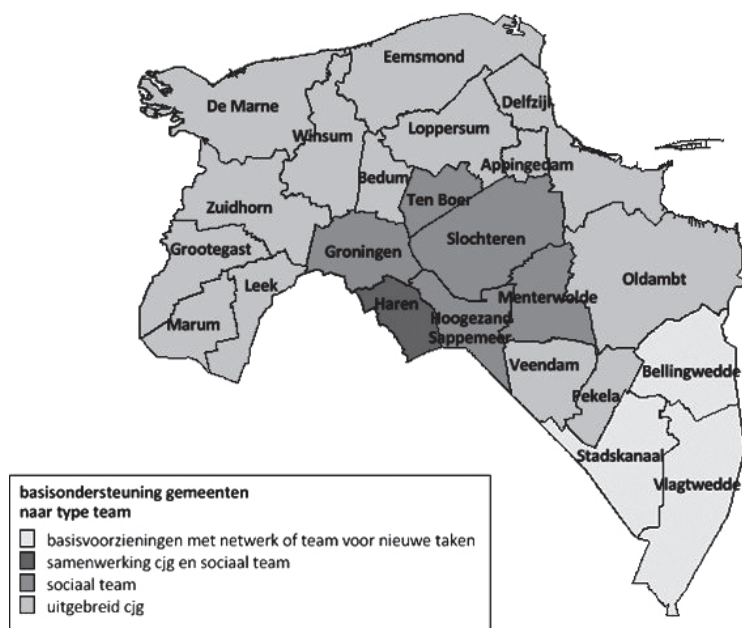 Eemsmond
De Marne
Delfzijl
Winsum
Loppersum
Appingedam
Bedum
Ten Boer
Zuidhorn
Slochteren
Groningen
Grootegast
Oldambt
Leek
Haren
Menterwolde
Hoogezand
Sappemeer
Marum
Veendam
Bellingwedde
Pekela
Stadskanaal
Vlagtwedde
basisondersteuning gemeenten
naar type team
basisvoorzieningen met netwerk of team voor nieuwe taken
samenwerking cjg en sociaal team
sociaal team
uitgebreid cjg